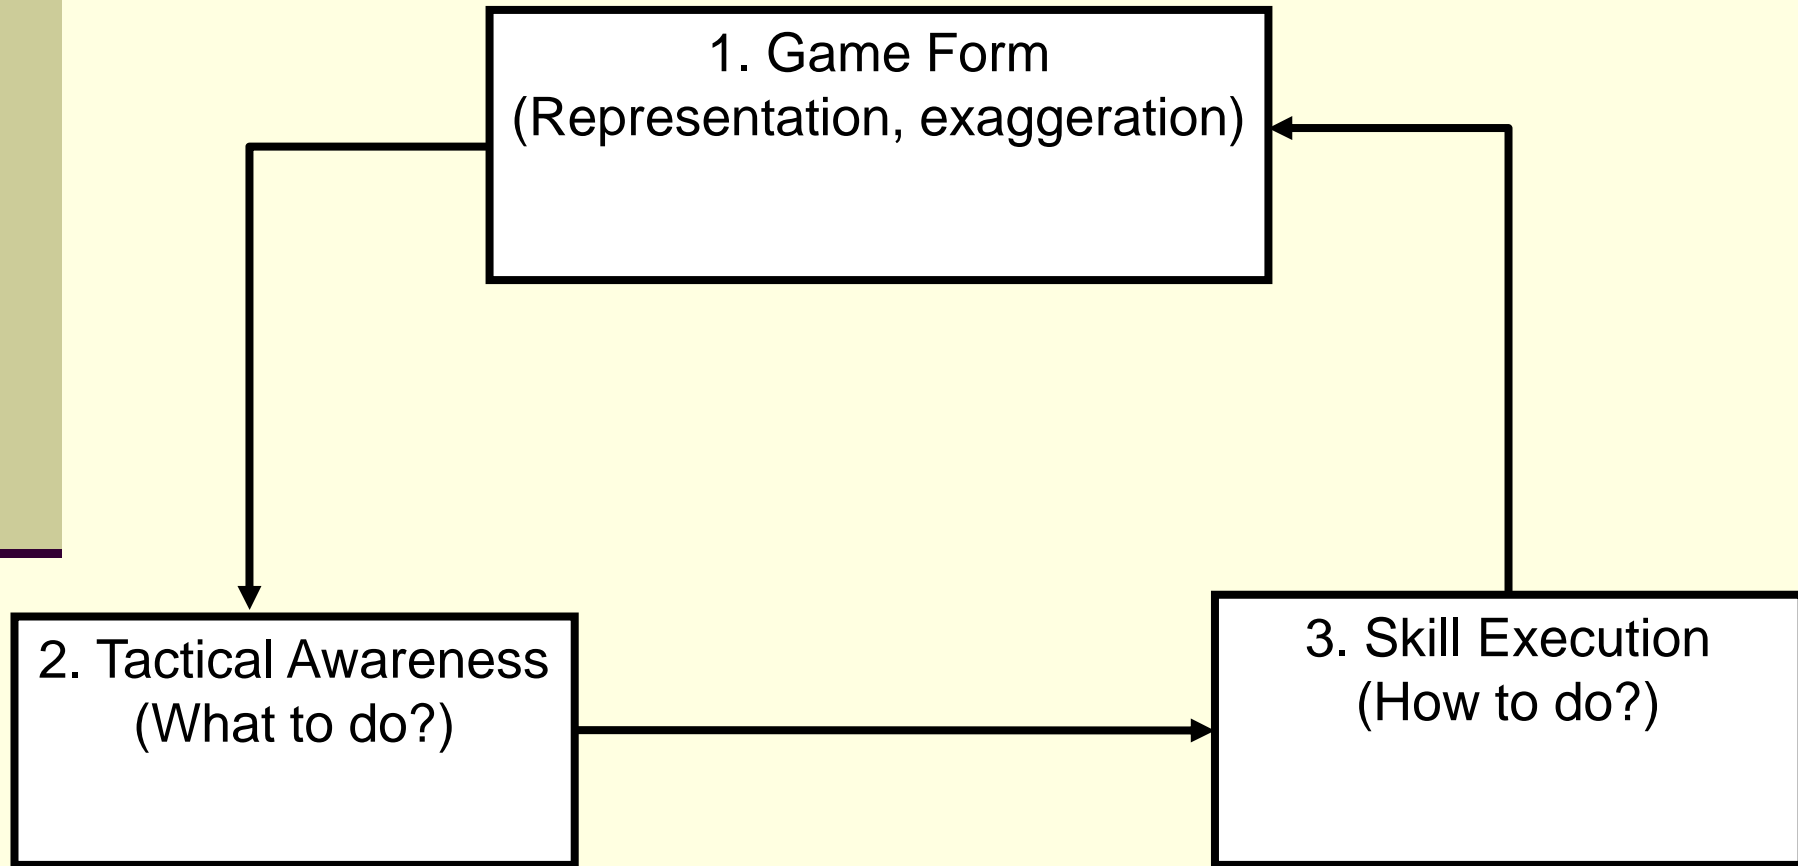 1. Game Form
(Representation, exaggeration)
2. Tactical Awareness
(What to do?)
3. Skill Execution
(How to do?)